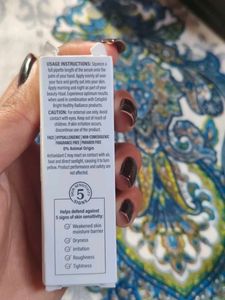 USAGE INSTRUCTIONS: Squeeze a
full pipette length of the serum onto the
palm of your hand. Apply evenly all over
your face and gently out into your skin.
Apply morning and night as part of your
beauty ritual. Experience optimum results
when used in combination with Cetaphil
Bright Healthy Radiance products
CAUTION: For external use only. Avoid
contact with eyes. Keep out of reach of
children. If skin irritation occurs,
discontinue use of the product.
FACE | HYPOALLERGENIC | NON-COMEDOGENIC
FRAGRANCE FREE | PARABEN FREE
0% Animal Origin
Antioxidant C may react on contact with air,
heat and direct sunlight, causing it to turn
yellow. Product performance and safety are
not affected.
SKIN SENSITIVITY
5
SIGNS
Helps defend against
5 signs of skin sensitivity:
Weakened skin
moisture barrier
Dryness
Irritation
Roughness
Tightness